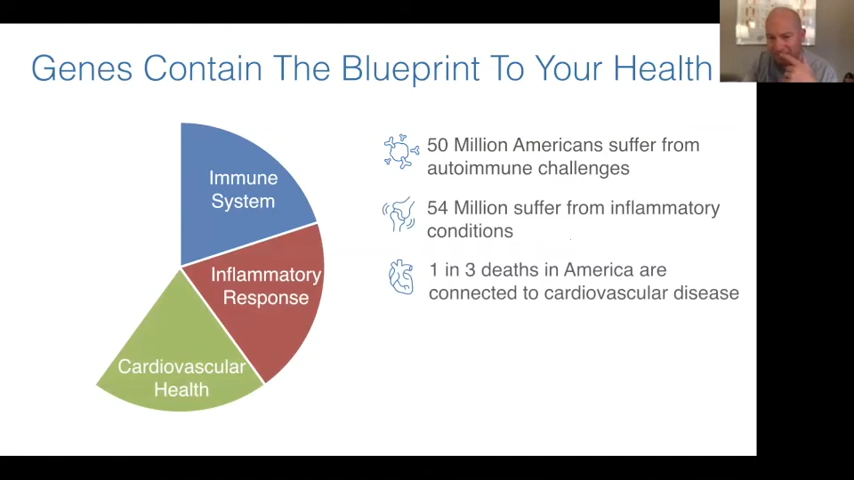 Genes Contain The Blueprint To Your Health
Immune
System
Inflammatory
Response
Cardiovascular
Health
50 Million Americans suffer from
autoimmune challenges
54 Million suffer from inflammatory
conditions
1 in 3 deaths in America are
connected to cardiovascular disease